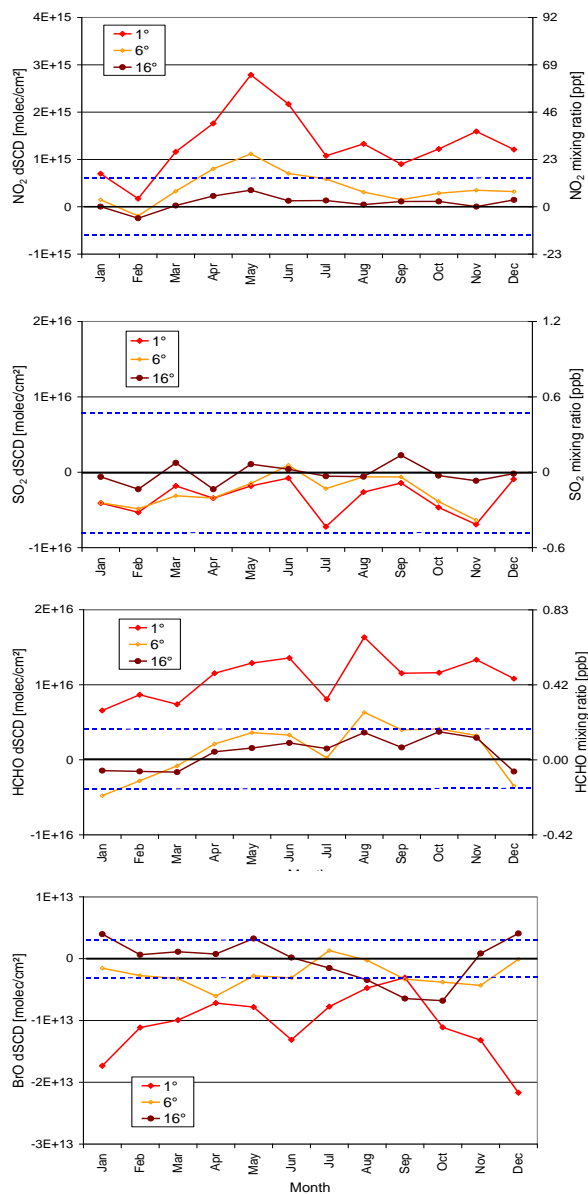 4E+15
3E+15
2E+15
1E+15
0
-1E+15
NO₂ dSCD [molec/cm²]
1°
6°
16°
92
69
46
23
0
-23
NO₂ mixing ratio [ppt]
Jan Feb Mar Apr May Jun Jul Aug Sep Oct Nov Dec
2E+16
1E+16
0
-1E+16
SO₂ dSCD [molec/cm²]
1°
6°
16°
1.2
0.6
0
-0.6
SO₂ mixing ratio [ppb]
Jan Feb Mar Apr May Jun Jul Aug Sep Oct Nov Dec
2E+16
1E+16
0
-1E+16
HCHO dSCD [molec/cm²]
1°
6°
16°
0.83
0.42
0.00
-0.42
HCHO mixing ratio [ppb]
Jan Feb Mar Apr May Jun Jul Aug Sep Oct Nov Dec
1E+13
0
-1E+13
-2E+13
-3E+13
BrO dSCD [molec/cm²]
1°
6°
16°
Jan Feb Mar Apr May Jun Jul Aug Sep Oct Nov Dec
Month